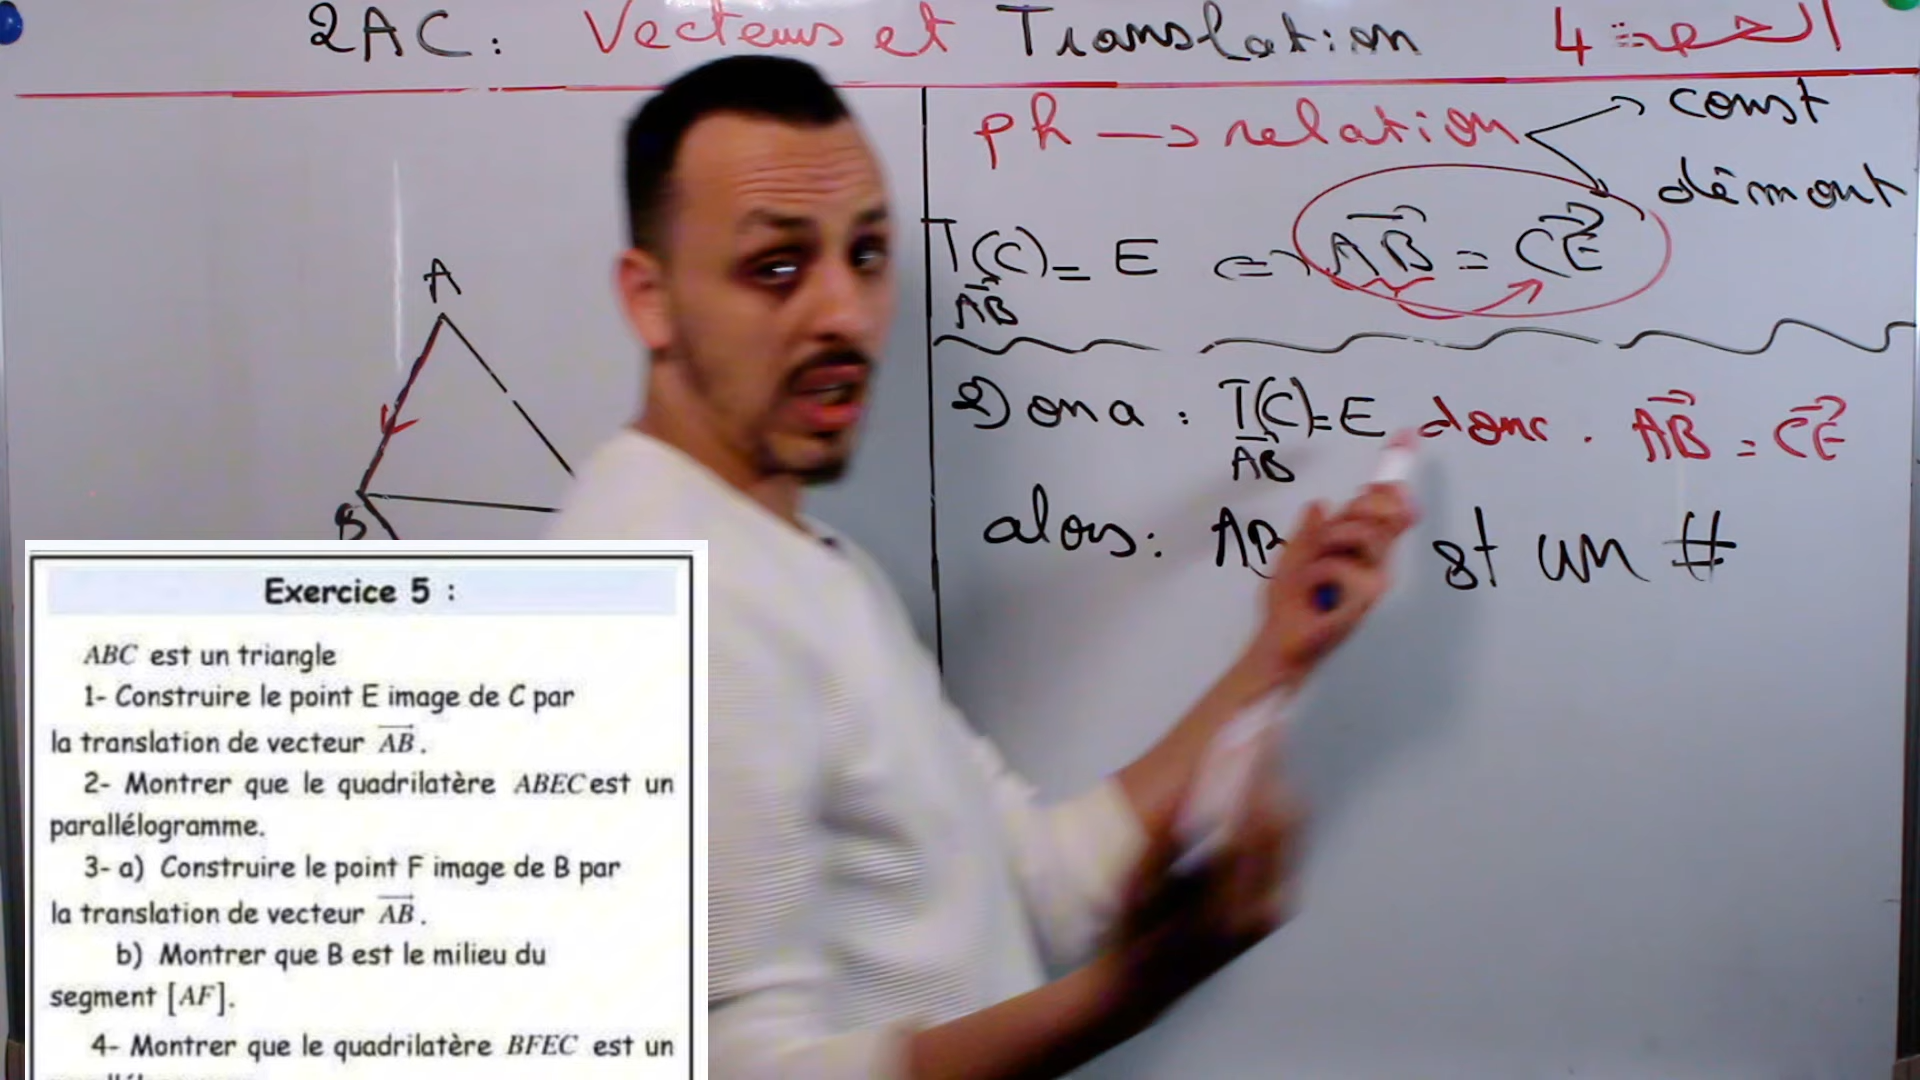 2AC: Vecteurs et Translation الحصة 4
ph → relation
const
démont
T(C) = E ⇔ AB = CE
AB
A
B
2) On a : T(C) = E donc . AB = CE
AB
alors: AB est un #
Exercice 5 :
ABC est un triangle
1- Construire le point E image de C par
la translation de vecteur AB .
2- Montrer que le quadrilatère ABEC est un
parallélogramme.
3- a) Construire le point F image de B par
la translation de vecteur AB .
b) Montrer que B est le milieu du
segment [AF].
4- Montrer que le quadrilatère BFEC est un